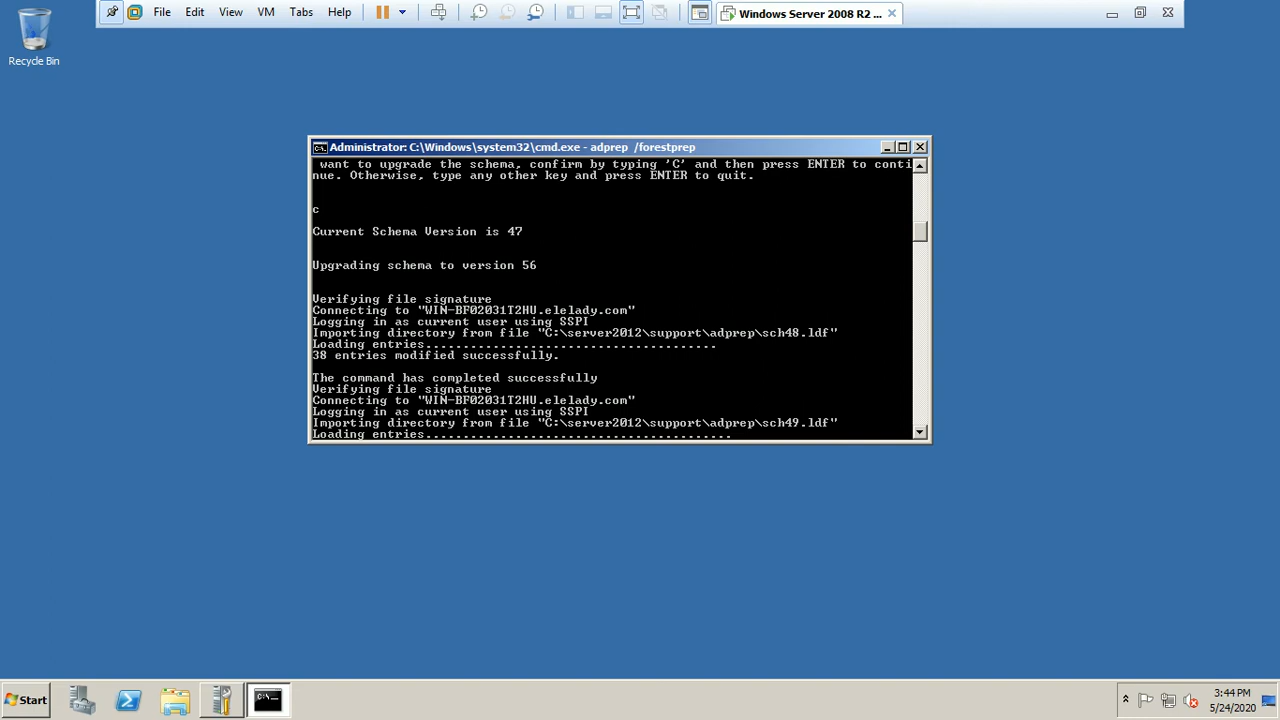 File Edit View VM Tabs Help
Windows Server 2008 R2 ...
Recycle Bin
Administrator: C:\Windows\system32\cmd.exe - adprep /forestprep
want to upgrade the schema, confirm by typing 'C' and then press ENTER to conti
nue. Otherwise, type any other key and press ENTER to quit.
c
Current Schema Version is 47
Upgrading schema to version 56
Verifying file signature
Connecting to "WIN-BF02031T2HU.elelady.com"
Logging in as current user using SSPI
Importing directory from file "C:\server2012\support\adprep\sch48.ldf"
Loading entries.......................................
38 entries modified successfully.
The command has completed successfully
Verifying file signature
Connecting to "WIN-BF02031T2HU.elelady.com"
Logging in as current user using SSPI
Importing directory from file "C:\server2012\support\adprep\sch49.ldf"
Loading entries.........................................
Start
3:44 PM
5/24/2020